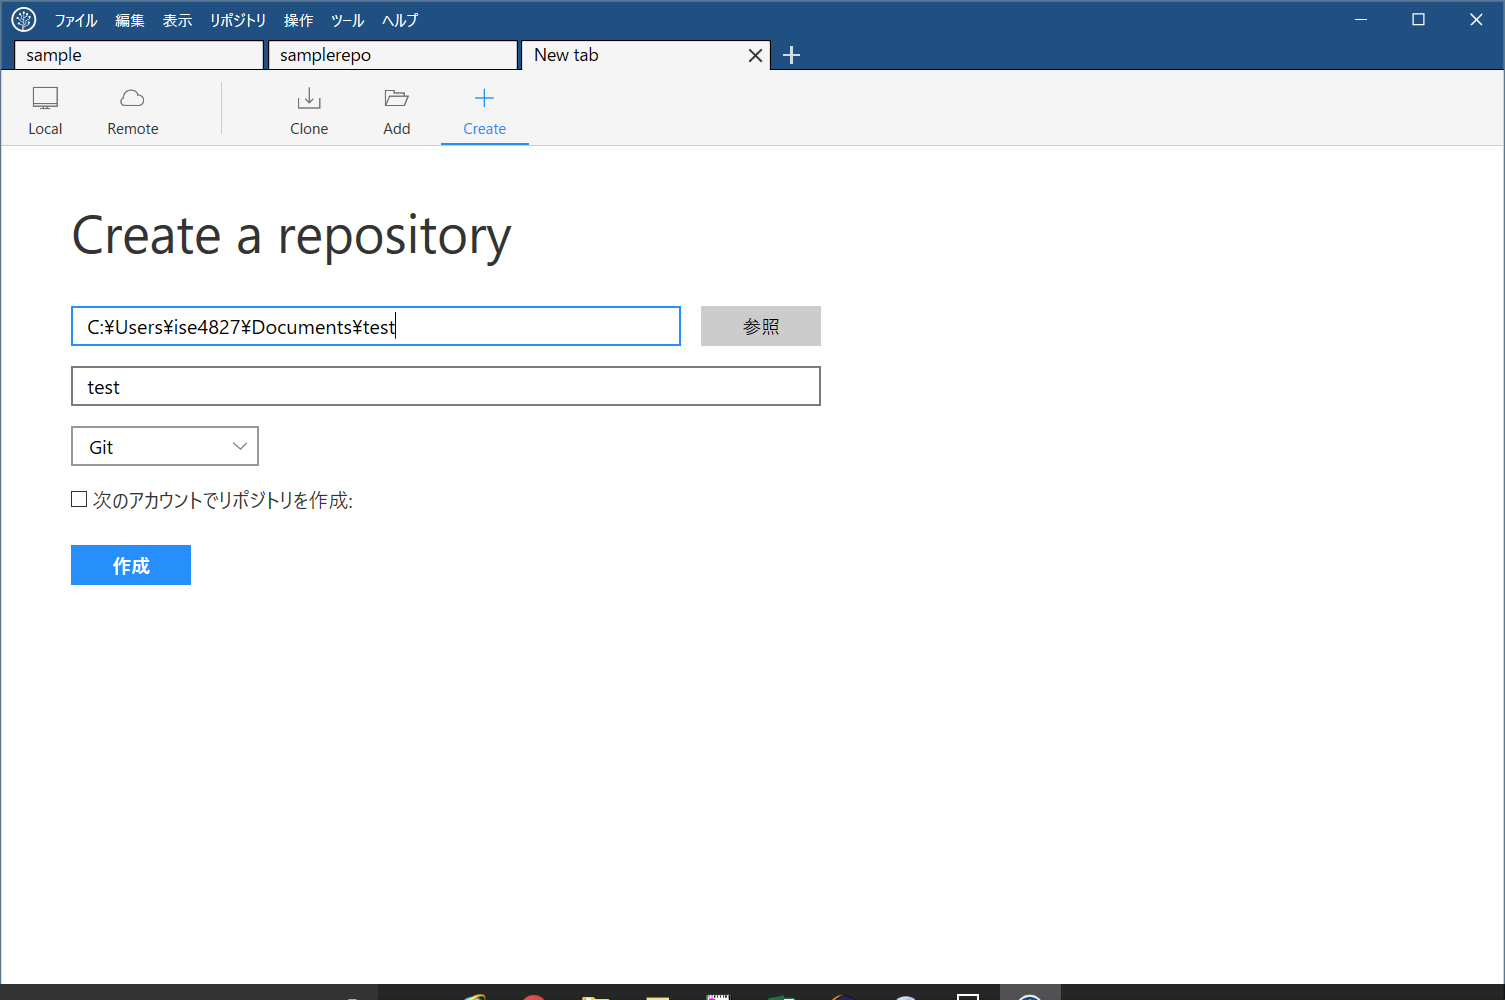 ファイル 編集 表示 リポジトリ 操作 ツール ヘルプ
sample samplerepo New tab
Local Remote Clone Add Create
Create a repository
C:¥Users¥ise4827¥Documents¥test 参照
test
Git
次のアカウントでリポジトリを作成:
作成